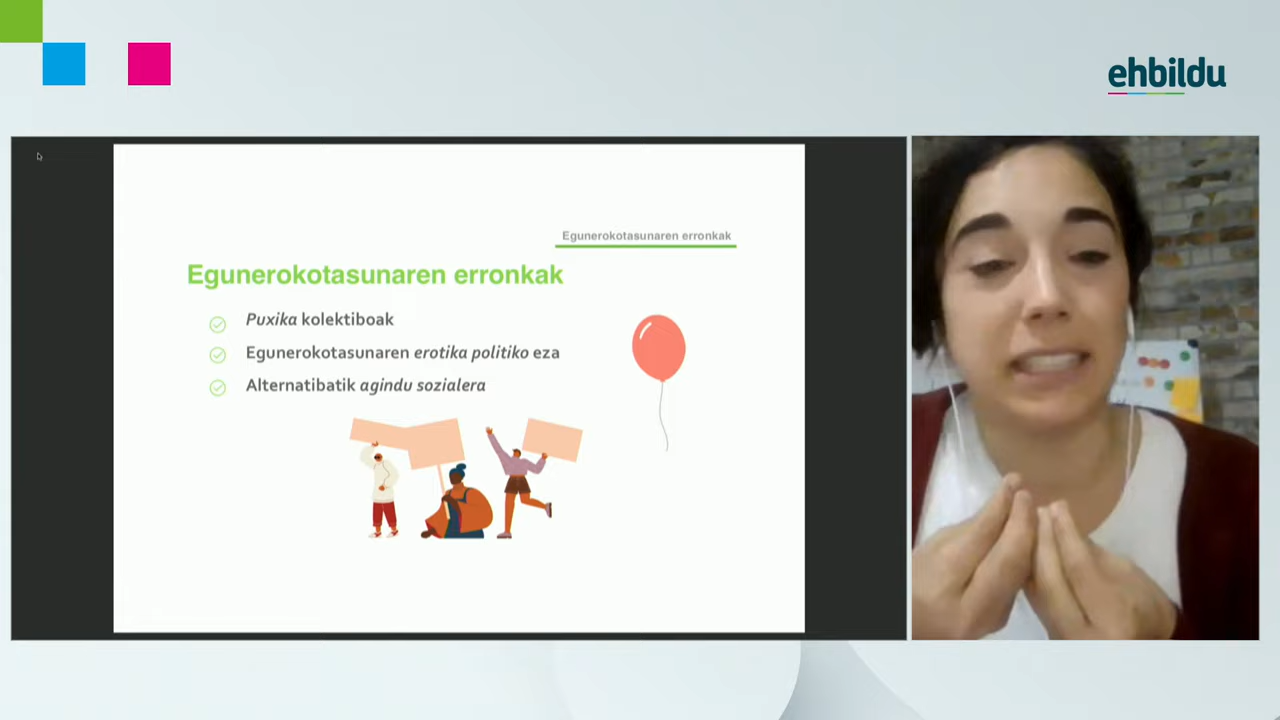 ehbildu
Egunerokotasunaren erronkak
Egunerokotasunaren erronkak
Puxika kolektiboak
Egunerokotasunaren erotika politiko eza
Alternatibatik agindu sozialera